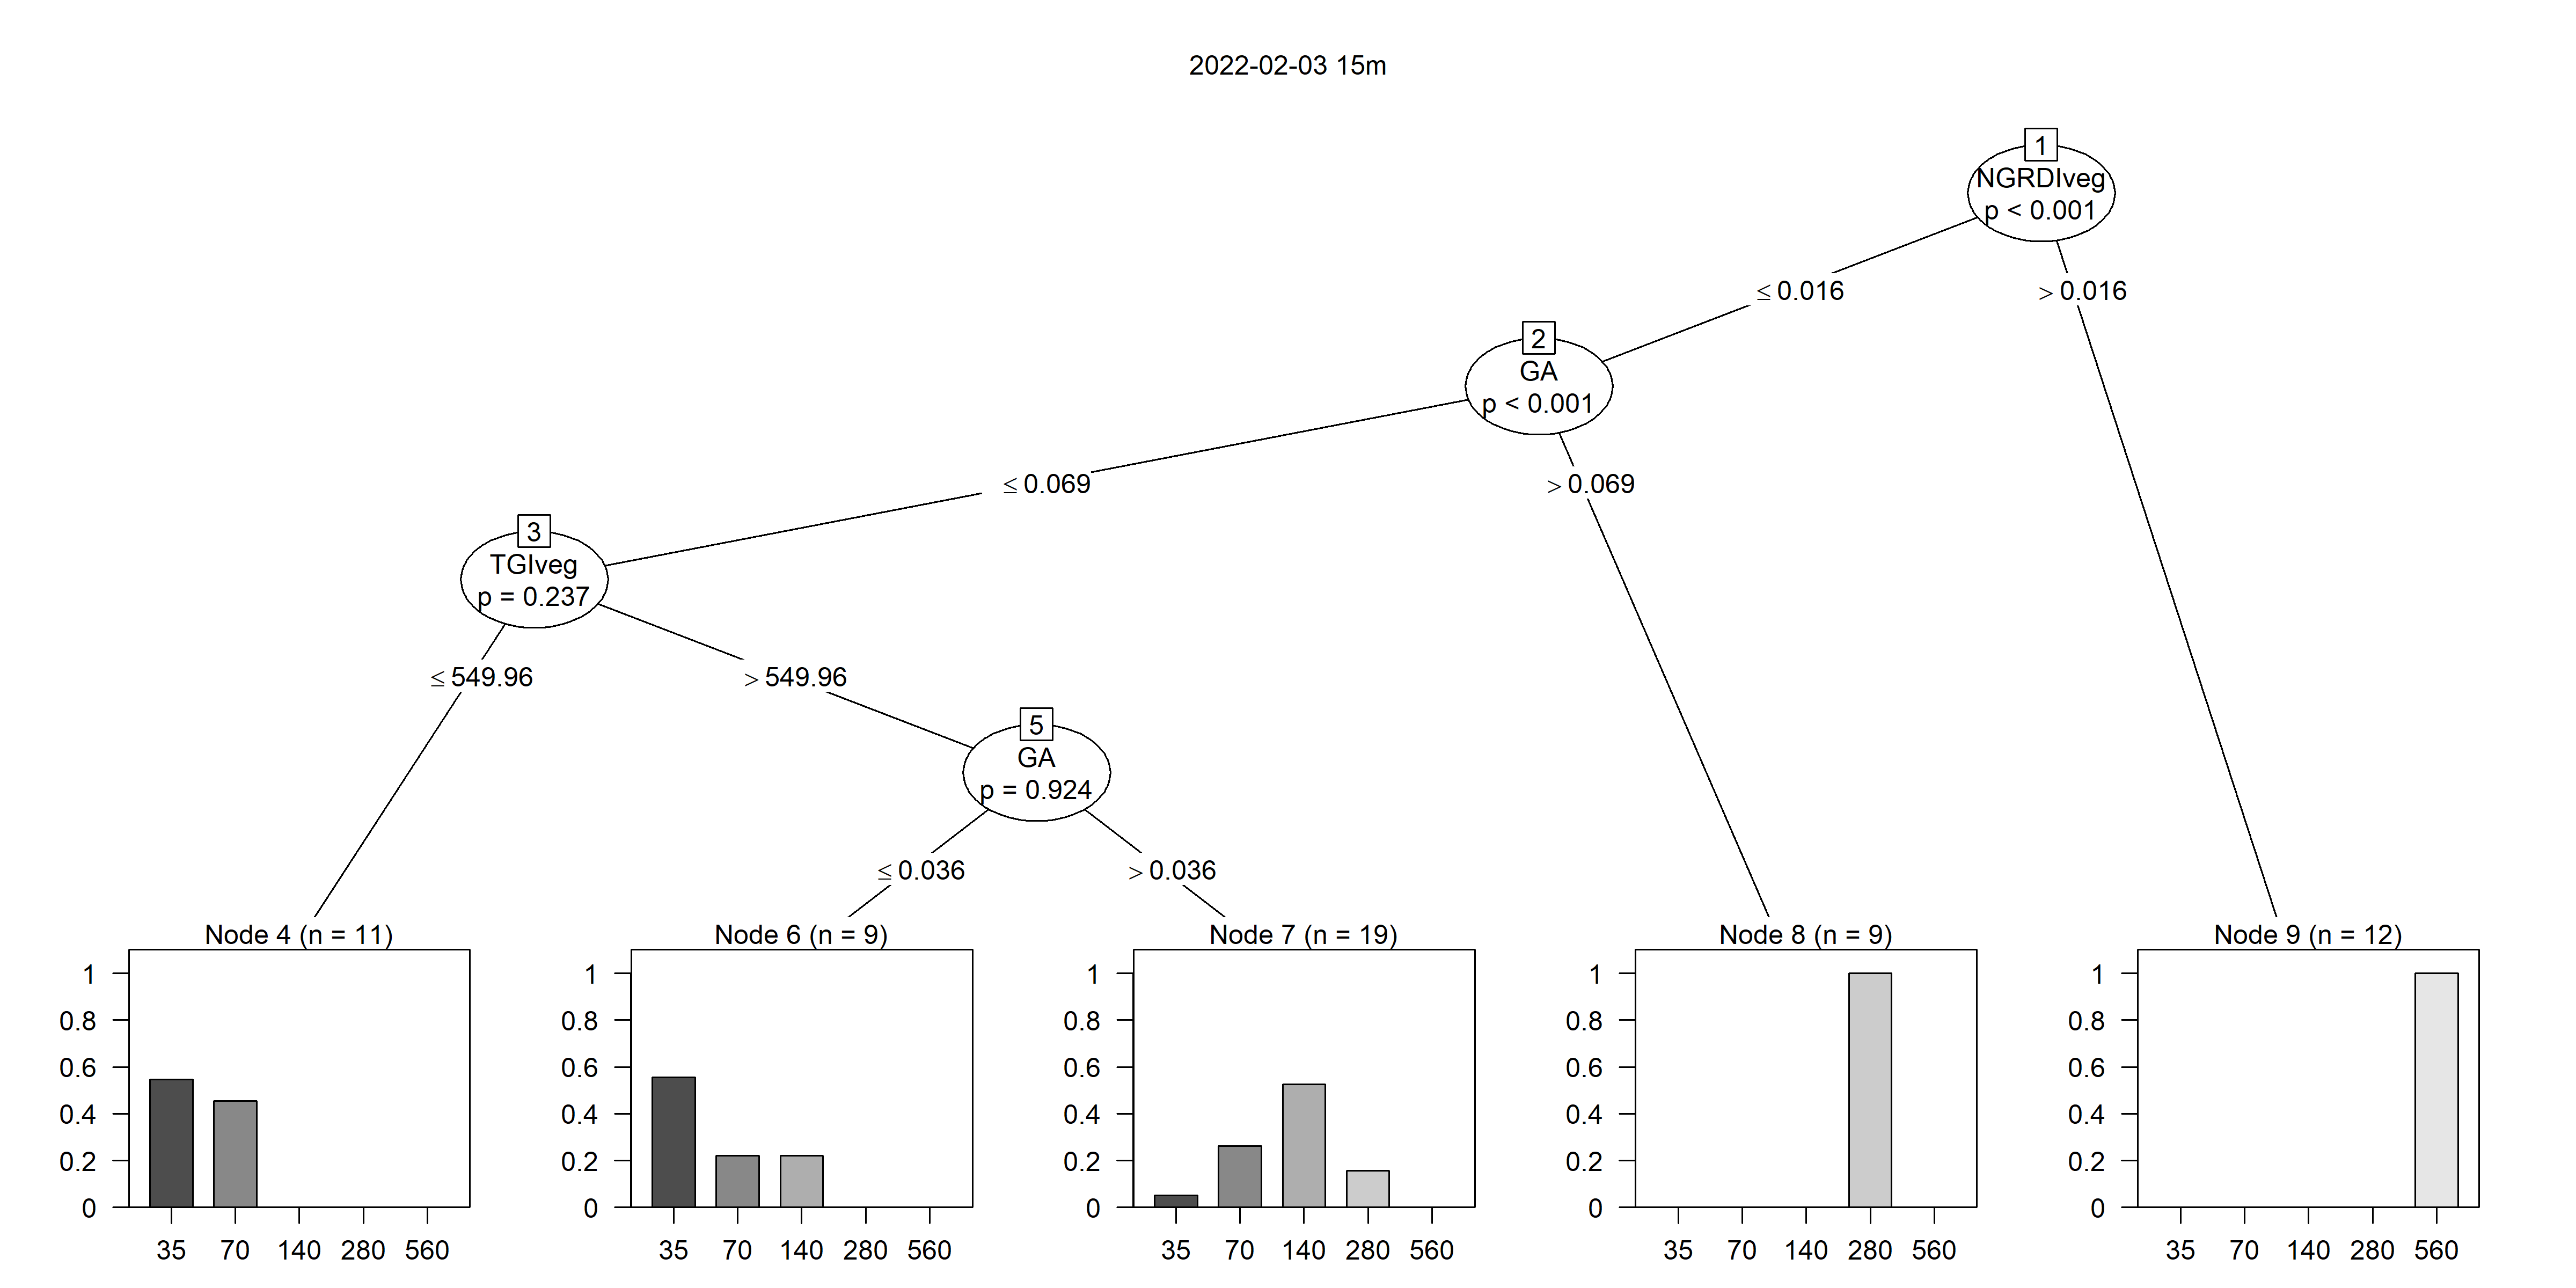 2022-02-03 15m
1
NGRDIveg
p < 0.001
≤ 0.016
> 0.016
2
GA
p < 0.001
≤ 0.069
> 0.069
3
TGIveg
p = 0.237
≤ 549.96
> 549.96
5
GA
p = 0.924
≤ 0.036
> 0.036
Node 4 (n = 11)
1
0.8
0.6
0.4
0.2
0
35 70 140 280 560
Node 6 (n = 9)
1
0.8
0.6
0.4
0.2
0
35 70 140 280 560
Node 7 (n = 19)
1
0.8
0.6
0.4
0.2
0
35 70 140 280 560
Node 8 (n = 9)
1
0.8
0.6
0.4
0.2
0
35 70 140 280 560
Node 9 (n = 12)
1
0.8
0.6
0.4
0.2
0
35 70 140 280 560